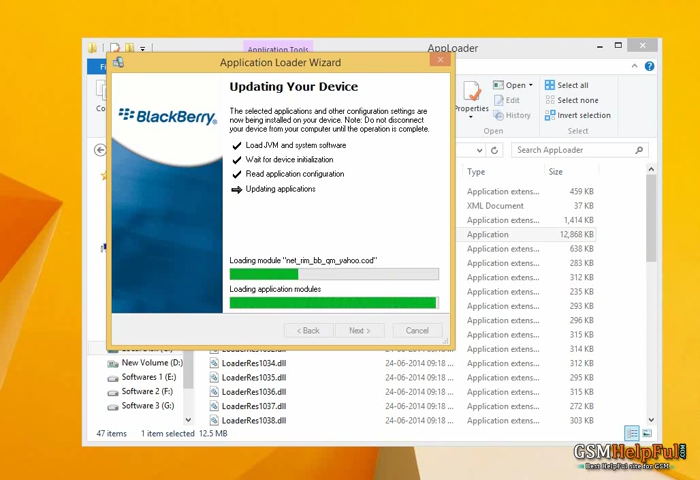 Application Tools
AppLoader
Application Loader Wizard
Updating Your Device
The selected applications and other configuration settings are
now being installed on your device. Note: Do not disconnect
your device from your computer until the operation is complete.
BlackBerry
Load JVM and system software
Wait for device initialization
Read application configuration
Updating applications
Loading module "net_rim_bb_qm_yahoo.cod"
Loading application modules
< Back
Next >
Cancel
Properties
Open
Edit
History
Open
Select all
Select none
Invert selection
Select
Search AppLoader
Type
Size
Application extens...
459 KB
XML Document
37 KB
Application extens...
1,414 KB
Application
12,868 KB
Application extens...
638 KB
Application extens...
283 KB
Application extens...
312 KB
Application extens...
235 KB
Application extens...
293 KB
Application extens...
296 KB
Application extens...
315 KB
Application extens...
314 KB
Application extens...
312 KB
Application extens...
295 KB
Application extens...
316 KB
Application extens...
272 KB
Application extens...
303 KB
New Volume (D:)
Softwares 1 (E:)
Software 2 (F:)
Software 3 (G:)
LoaderRes1034.dll
24-06-2014 09:18 ...
LoaderRes1035.dll
24-06-2014 09:18 ...
LoaderRes1036.dll
24-06-2014 09:18 ...
LoaderRes1037.dll
24-06-2014 09:18 ...
LoaderRes1038.dll
24-06-2014 09:18 ...
47 items
1 item selected
12.5 MB
GSMHelpFul.COM
Best HelpFul site for GSM